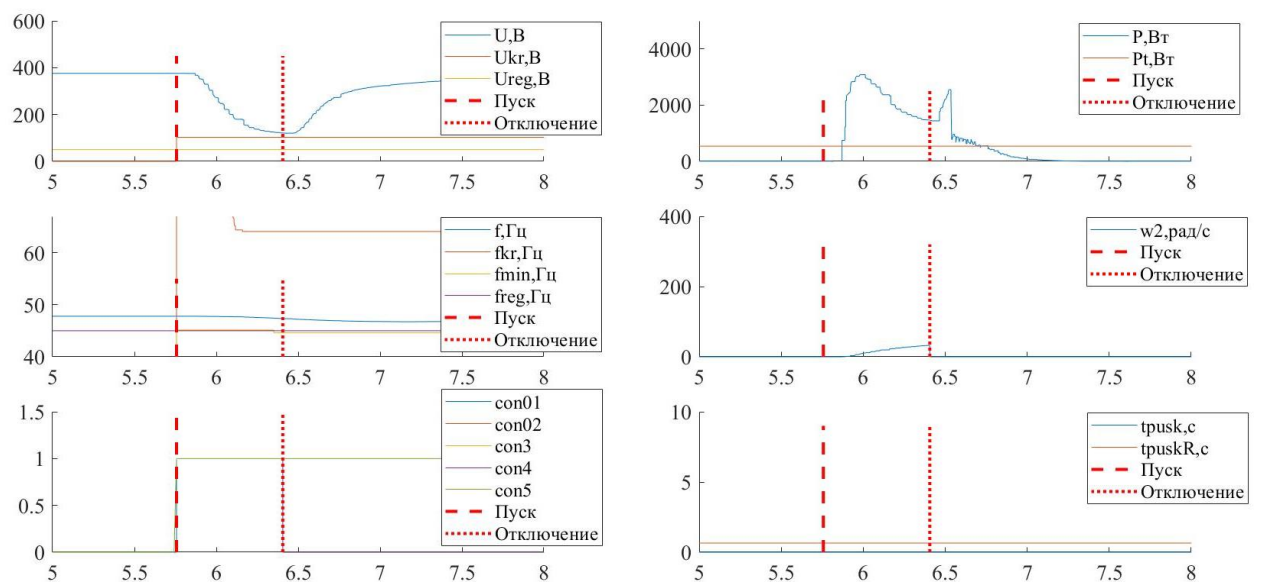 600
400
200
0
5 5.5 6 6.5 7 7.5 8
U,В
Ukr,В
Ureg,В
Пуск
Отключение
4000
2000
0
5 5.5 6 6.5 7 7.5 8
P,Вт
Pt,Вт
Пуск
Отключение
60
50
40
5 5.5 6 6.5 7 7.5 8
f,Гц
fkr,Гц
fmin,Гц
freg,Гц
Пуск
Отключение
400
200
0
5 5.5 6 6.5 7 7.5 8
w2,рад/с
Пуск
Отключение
1.5
1
0.5
0
5 5.5 6 6.5 7 7.5 8
con01
con02
con3
con4
con5
Пуск
Отключение
10
5
0
5 5.5 6 6.5 7 7.5 8
tpusk,с
tpuskR,с
Пуск
Отключение